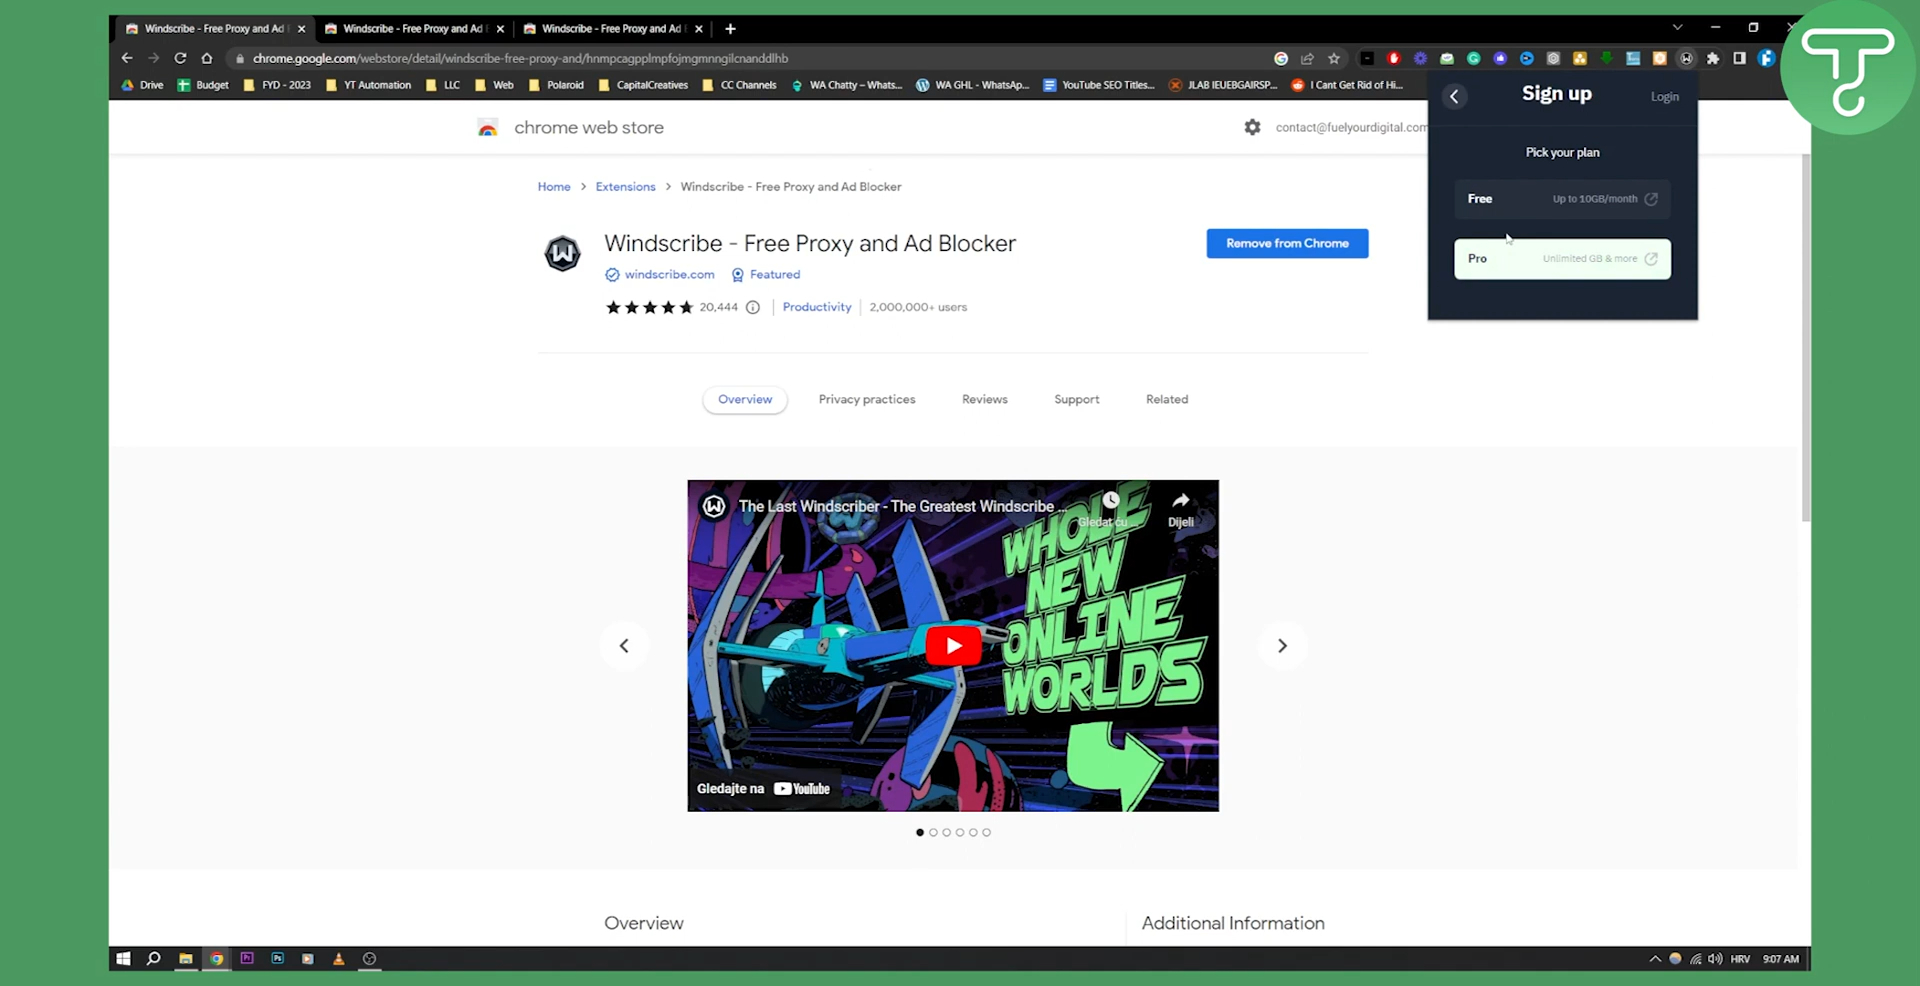 Windscribe - Free Proxy and Ad
Windscribe - Free Proxy and Ad
Windscribe - Free Proxy and Ad
chrome.google.com/webstore/detail/windscribe-free-proxy-and/hnmpcagpplmpfojmgmnngilcnanddlhb
Drive Budget FYD - 2023 YT Automation LLC Web Polaroid CapitalCreatives CC Channels WA Chatty – Whats... WA GHL - WhatsAp... YouTube SEO Titles... JLAB IEUEBGAIRSP... I Cant Get Rid of Hi...
Sign up
Login
Pick your plan
Free Up to 10GB/month
Pro Unlimited GB & more
chrome web store
contact@fuelyourdigital.com
Home > Extensions > Windscribe - Free Proxy and Ad Blocker
Windscribe - Free Proxy and Ad Blocker
Remove from Chrome
windscribe.com Featured
20,444 Productivity 2,000,000+ users
Overview Privacy practices Reviews Support Related
The Last Windscriber - The Greatest Windscribe ...
Gledat ću ...
Dijeli
WHOLE
NEW
ONLINE
WORLDS
Gledajte na YouTube
Overview
Additional Information
Pr
Ps
HRV 9:07 AM